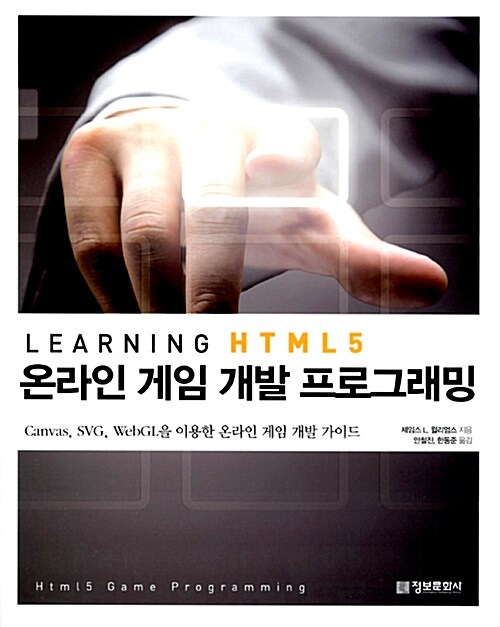 LEARNING HTML5
온라인 게임 개발 프로그래밍
Canvas, SVG, WebGL을 이용한 온라인 게임 개발 가이드
제임스 L. 윌리엄스 지음
안철진, 한동준 옮김
Html5 Game Programming
정보문화사